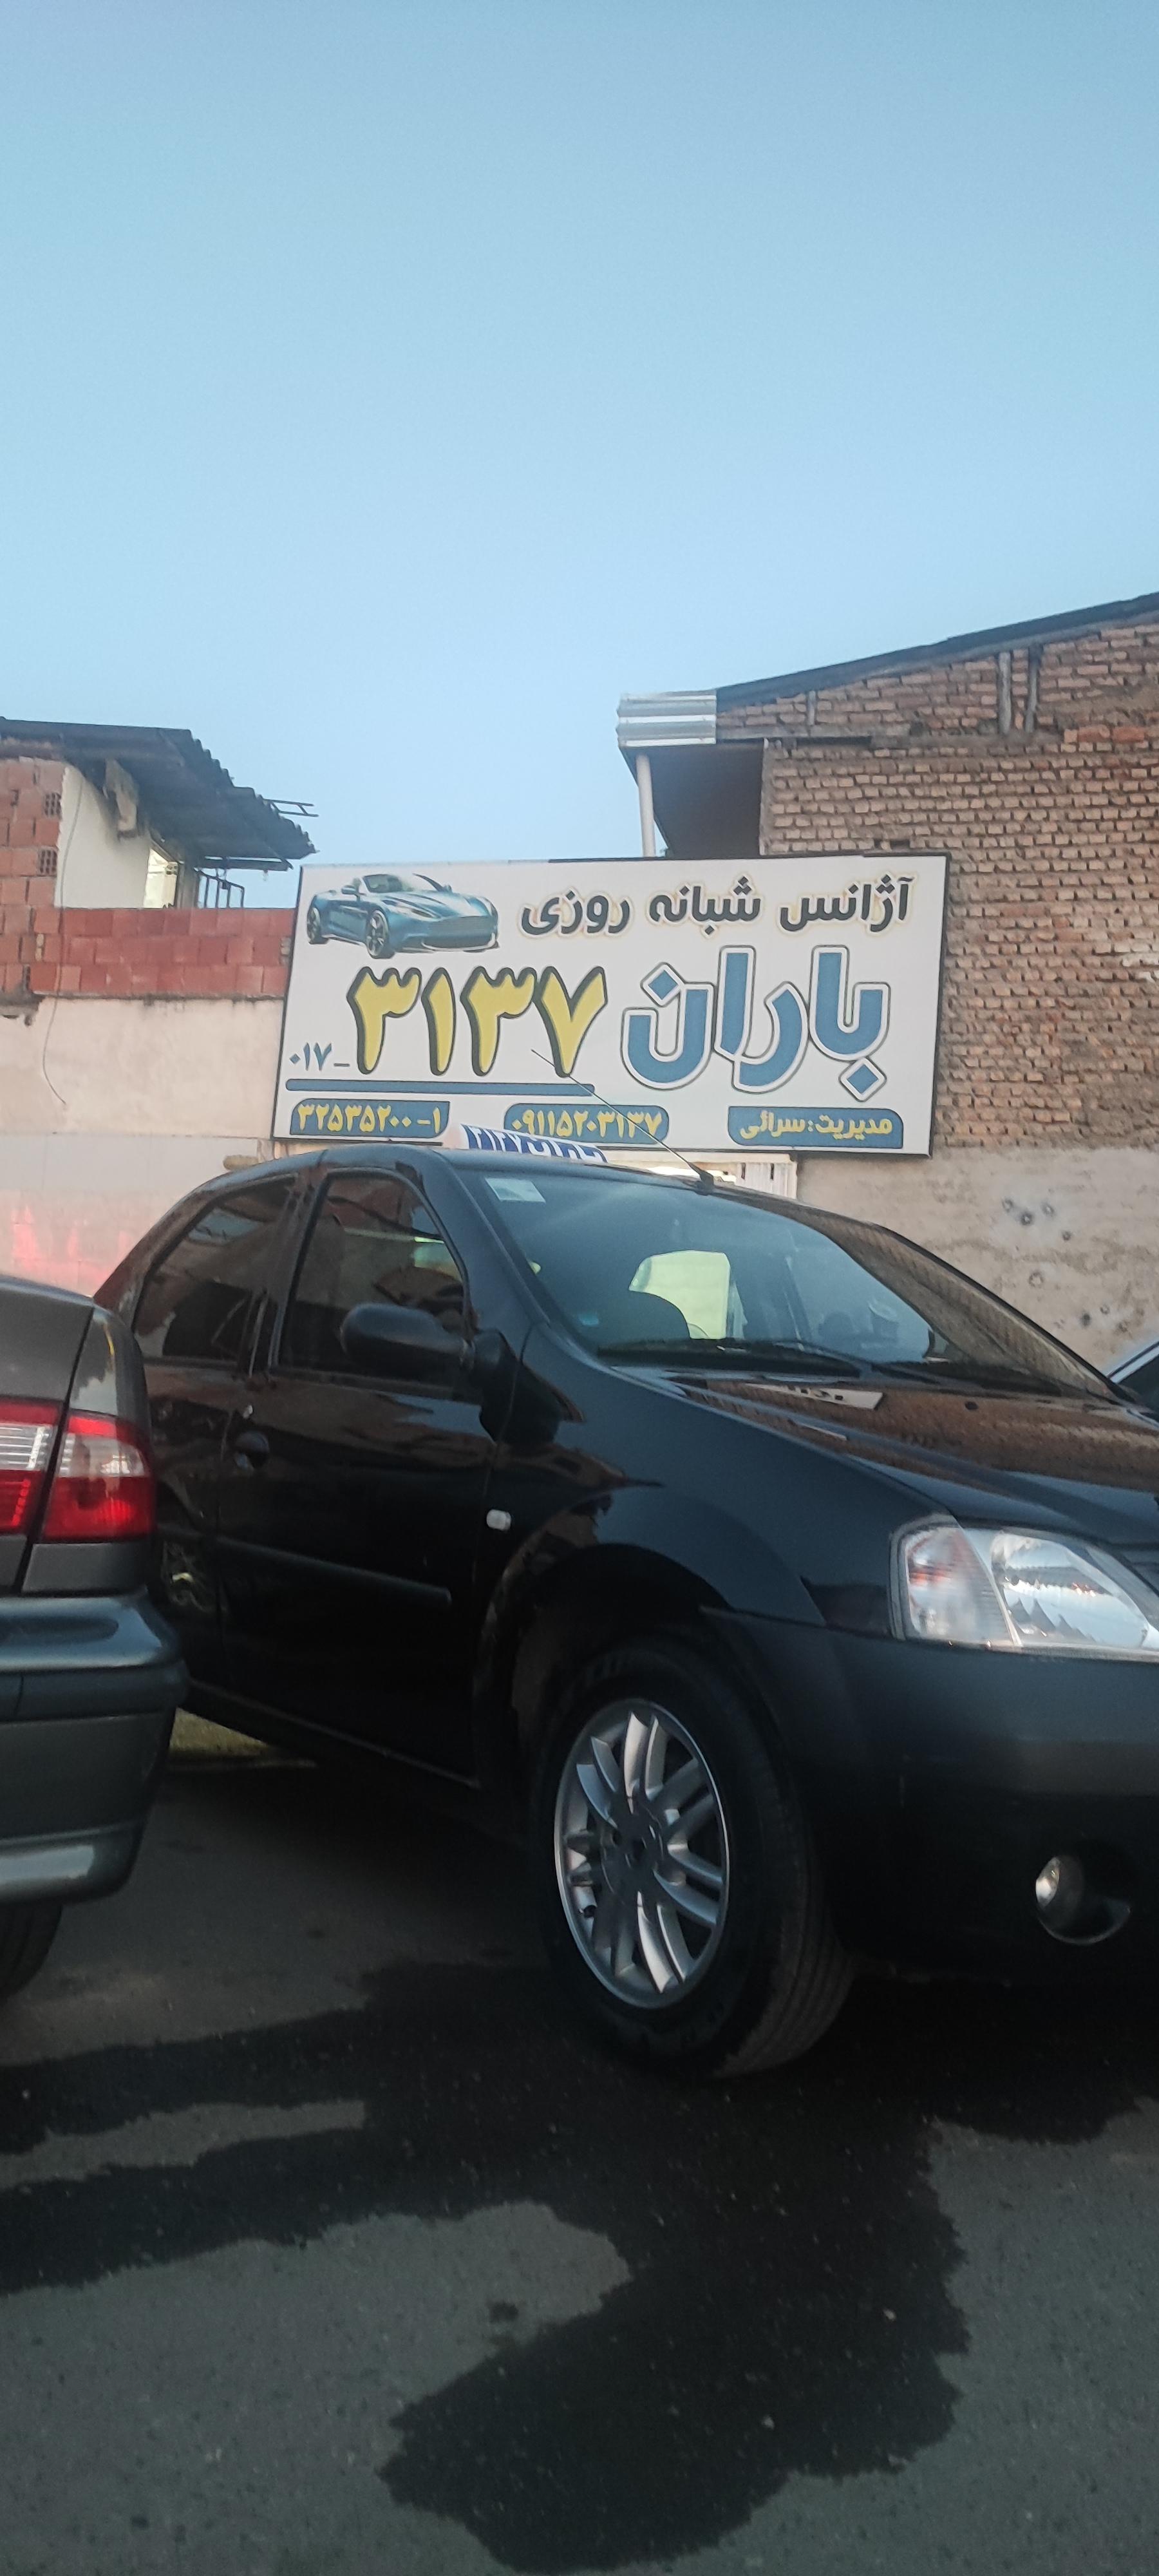 آژانس شبانه روزی
باران ۳۱۳۷
۰۱۷-
مدیریت: سرائی
۰۹۱۱۵۲۰۳۱۳۷
۳۲۵۳۵۲۰۰-۱